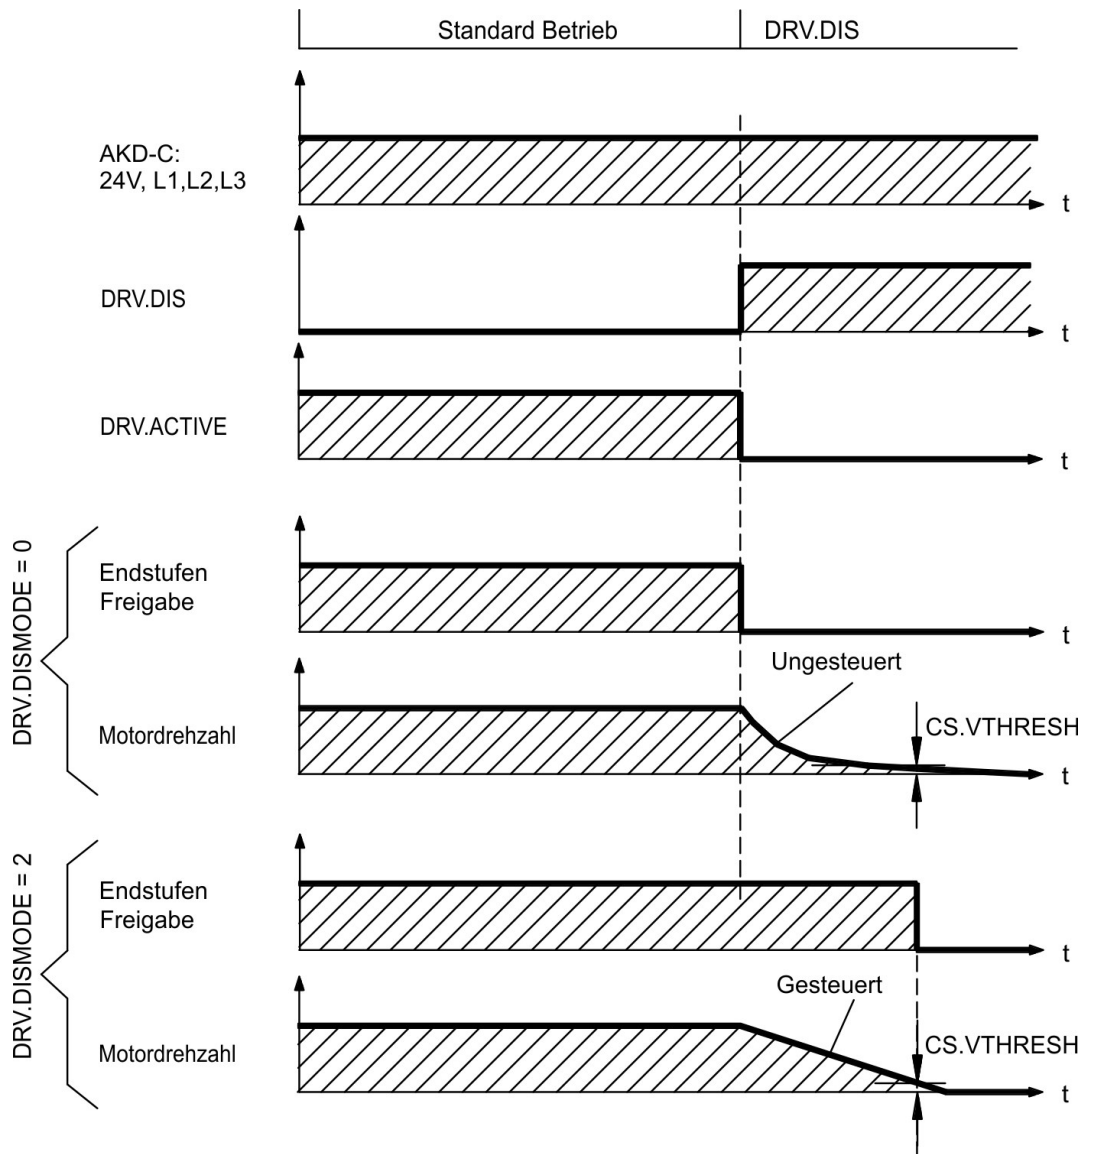 Standard Betrieb
DRV.DIS
AKD-C:
24V, L1,L2,L3
t
DRV.DIS
t
DRV.ACTIVE
t
DRV.DISMODE = 0
Endstufen
Freigabe
t
Ungesteuert
Motordrehzahl
CS.VTHRESH
t
DRV.DISMODE = 2
Endstufen
Freigabe
t
Gesteuert
Motordrehzahl
CS.VTHRESH
t